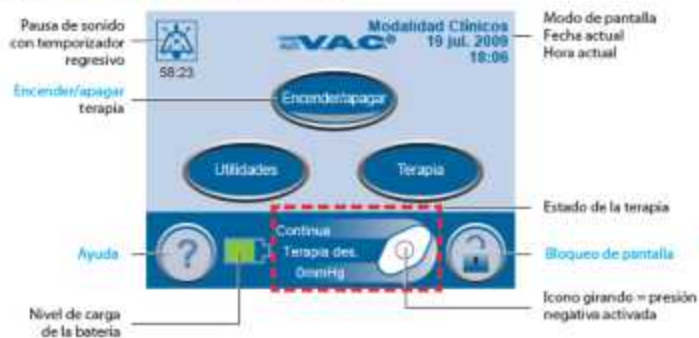 Pausa de sonido
con temporizador
regresivo
58:23
V.A.C.®
Modalidad Clínicos
19 jul. 2009
18:06
Modo de pantalla
Fecha actual
Hora actual
Encender/apagar
terapia
Encender/apagar
Utilidades
Terapia
Estado de la terapia
Ayuda
?
Continua
Terapia des.
0mmHg
Bloqueo de pantalla
Nivel de carga
de la batería
Icono girando = presión
negativa activada